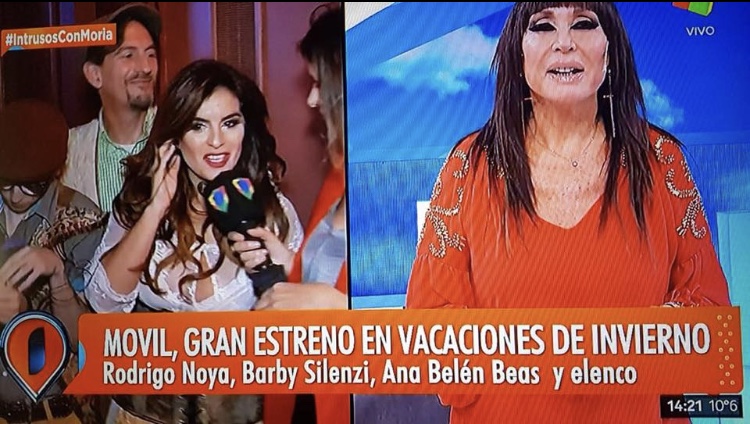 #IntrusosConMoria
VIVO
MOVIL, GRAN ESTRENO EN VACACIONES DE INVIERNO
Rodrigo Noya, Barby Silenzi, Ana Belén Beas y elenco
14:21 10°6